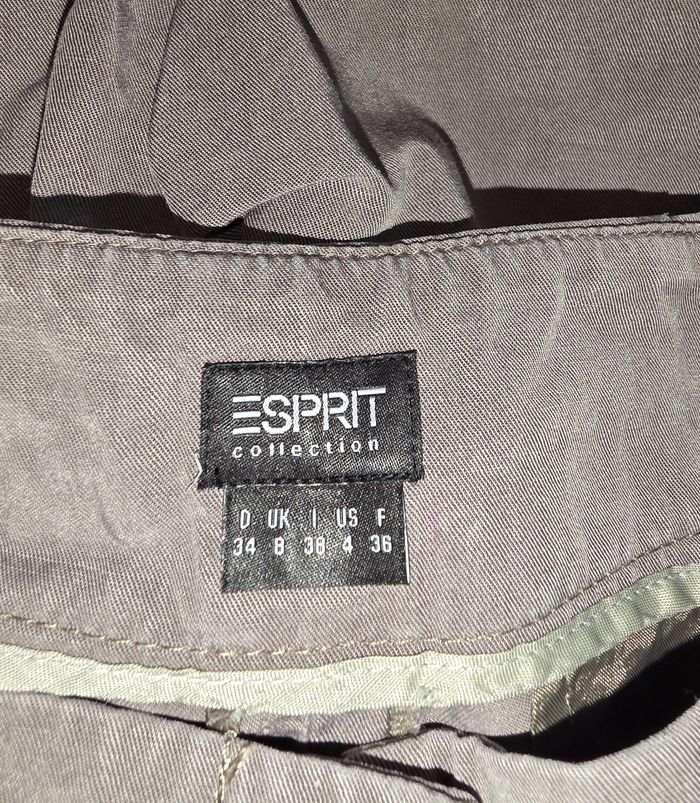 ESPRIT
collection
D UK I US F
34 8 38 4 36